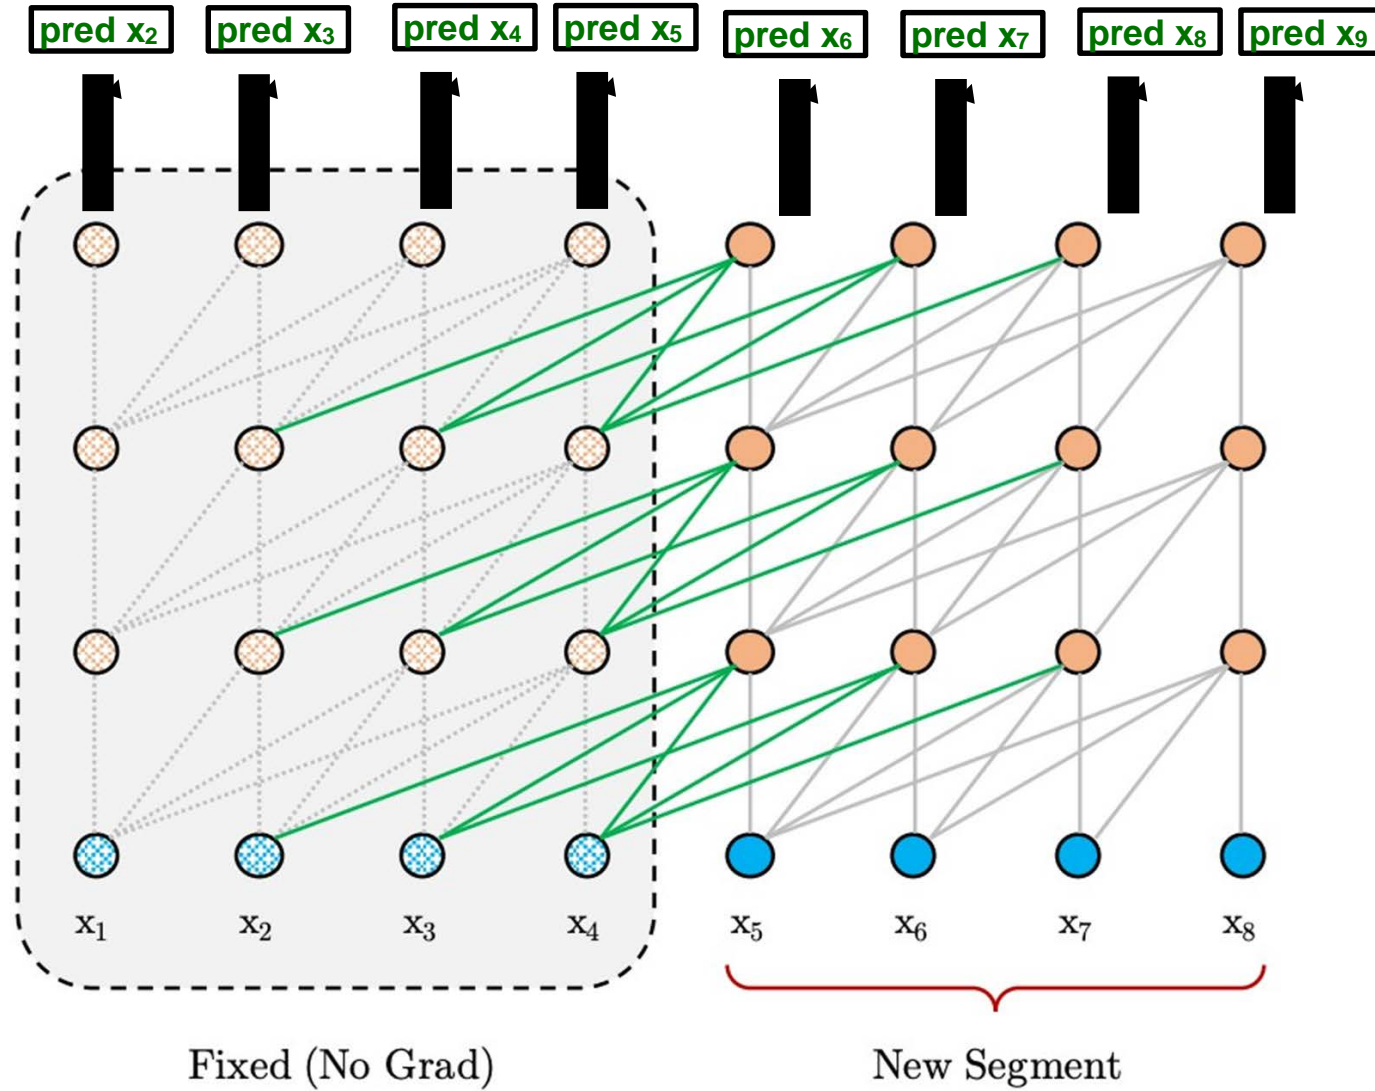 pred x₂ pred x₃ pred x₄ pred x₅ pred x₆ pred x₇ pred x₈ pred x₉
x₁ x₂ x₃ x₄ x₅ x₆ x₇ x₈
Fixed (No Grad) New Segment